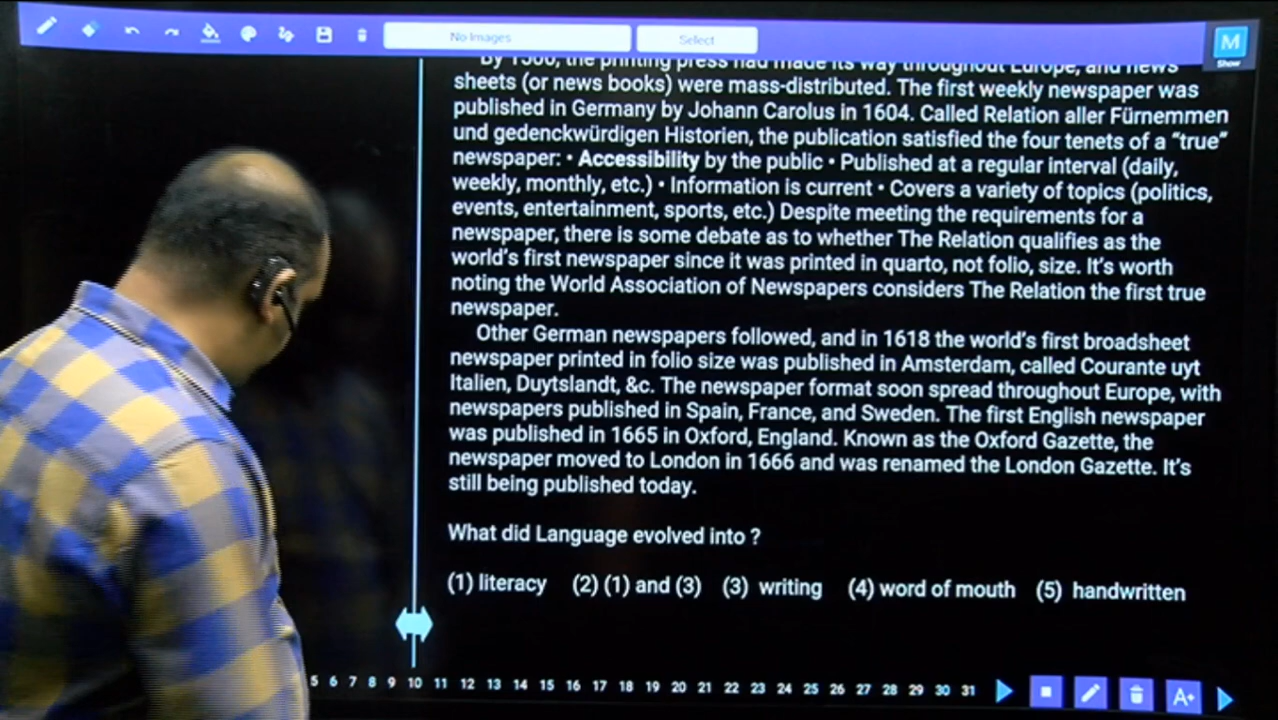 No Images
Select
M
Show
By 1500, the printing press had made its way throughout Europe, and news
sheets (or news books) were mass-distributed. The first weekly newspaper was
published in Germany by Johann Carolus in 1604. Called Relation aller Fürnemmen
und gedenckwürdigen Historien, the publication satisfied the four tenets of a “true”
newspaper: • Accessibility by the public • Published at a regular interval (daily,
weekly, monthly, etc.) • Information is current • Covers a variety of topics (politics,
events, entertainment, sports, etc.) Despite meeting the requirements for a
newspaper, there is some debate as to whether The Relation qualifies as the
world’s first newspaper since it was printed in quarto, not folio, size. It’s worth
noting the World Association of Newspapers considers The Relation the first true
newspaper.
Other German newspapers followed, and in 1618 the world’s first broadsheet
newspaper printed in folio size was published in Amsterdam, called Courante uyt
Italien, Duytslandt, &c. The newspaper format soon spread throughout Europe, with
newspapers published in Spain, France, and Sweden. The first English newspaper
was published in 1665 in Oxford, England. Known as the Oxford Gazette, the
newspaper moved to London in 1666 and was renamed the London Gazette. It’s
still being published today.
What did Language evolved into ?
(1) literacy (2) (1) and (3) (3) writing (4) word of mouth (5) handwritten
5 6 7 8 9 10 11 12 13 14 15 16 17 18 19 20 21 22 23 24 25 26 27 28 29 30 31 A+